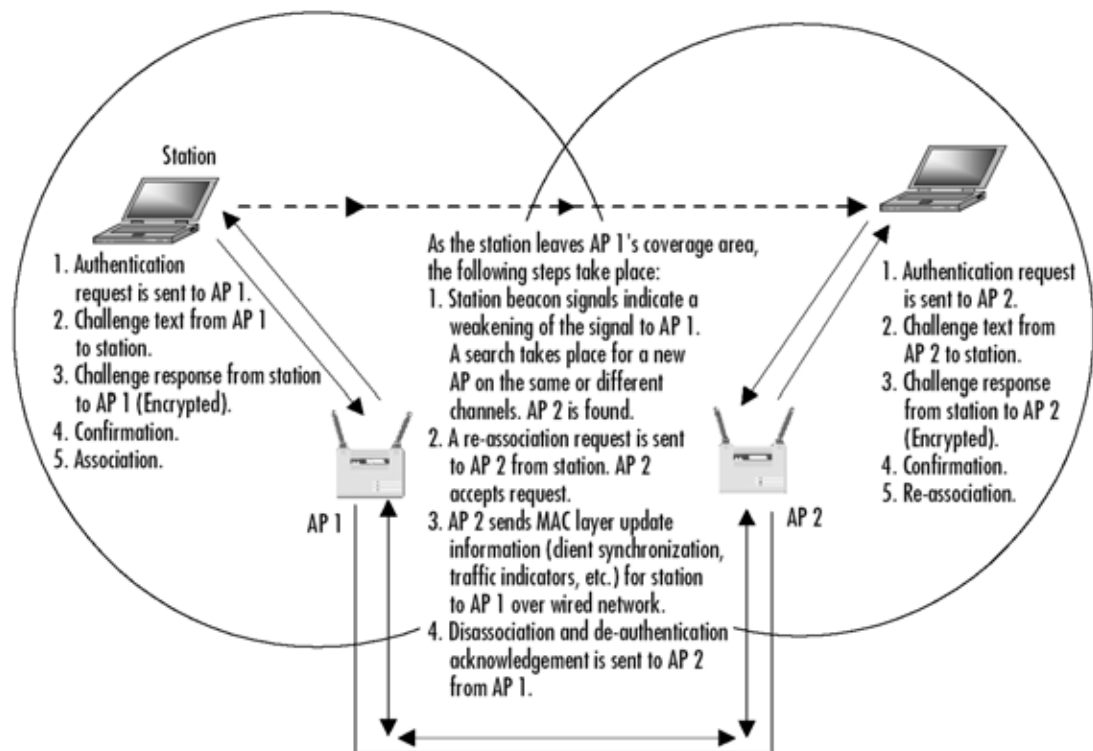 Station
1. Authentication
request is sent to AP 1.
2. Challenge text from AP 1
to station.
3. Challenge response from station
to AP 1 (Encrypted).
4. Confirmation.
5. Association.
AP 1
As the station leaves AP 1's coverage area,
the following steps take place:
1. Station beacon signals indicate a
weakening of the signal to AP 1.
A search takes place for a new
AP on the same or different
channels. AP 2 is found.
2. A re-association request is sent
to AP 2 from station. AP 2
accepts request.
3. AP 2 sends MAC layer update
information (client synchronization,
traffic indicators, etc.) for station
to AP 1 over wired network.
4. Disassociation and de-authentication
acknowledgement is sent to AP 2
from AP 1.
1. Authentication request
is sent to AP 2.
2. Challenge text from
AP 2 to station.
3. Challenge response
from station to AP 2
(Encrypted).
4. Confirmation.
5. Re-association.
AP 2